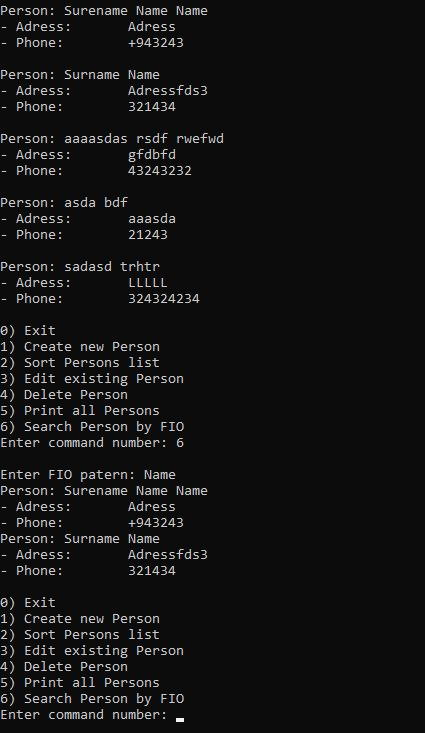 Person: Surename Name Name
- Adress:       Adress
- Phone:        +943243
Person: Surname Name
- Adress:       Adressfds3
- Phone:        321434
Person: aaaasdas rsdf rwefwd
- Adress:       gfdbfd
- Phone:        43243232
Person: asda bdf
- Adress:       aaasda
- Phone:        21243
Person: sadasd trhtr
- Adress:       LLLLL
- Phone:        324324234
0) Exit
1) Create new Person
2) Sort Persons list
3) Edit existing Person
4) Delete Person
5) Print all Persons
6) Search Person by FIO
Enter command number: 6
Enter FIO patern: Name
Person: Surename Name Name
- Adress:       Adress
- Phone:        +943243
Person: Surname Name
- Adress:       Adressfds3
- Phone:        321434
0) Exit
1) Create new Person
2) Sort Persons list
3) Edit existing Person
4) Delete Person
5) Print all Persons
6) Search Person by FIO
Enter command number: